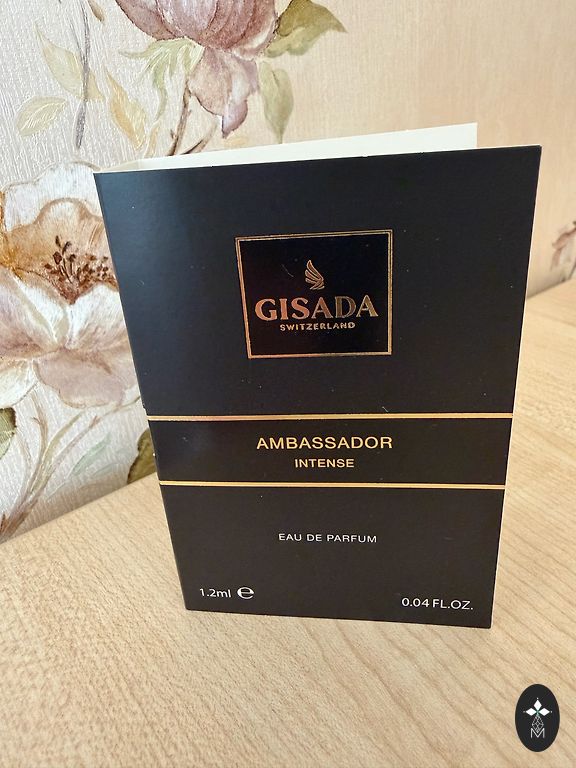 GISADA
SWITZERLAND
AMBASSADOR
INTENSE
EAU DE PARFUM
1.2ml ℮
0.04 FL.OZ.
M